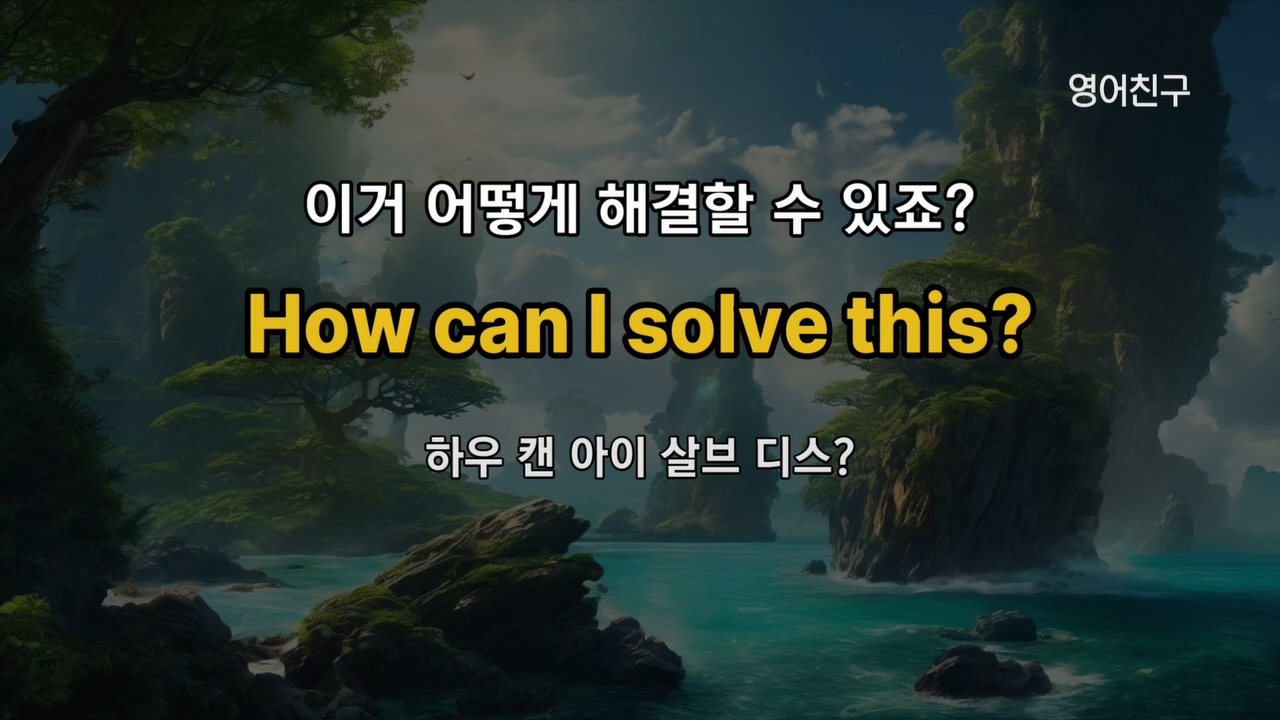 영어친구
이거 어떻게 해결할 수 있죠?
How can I solve this?
하우 캔 아이 살브 디스?